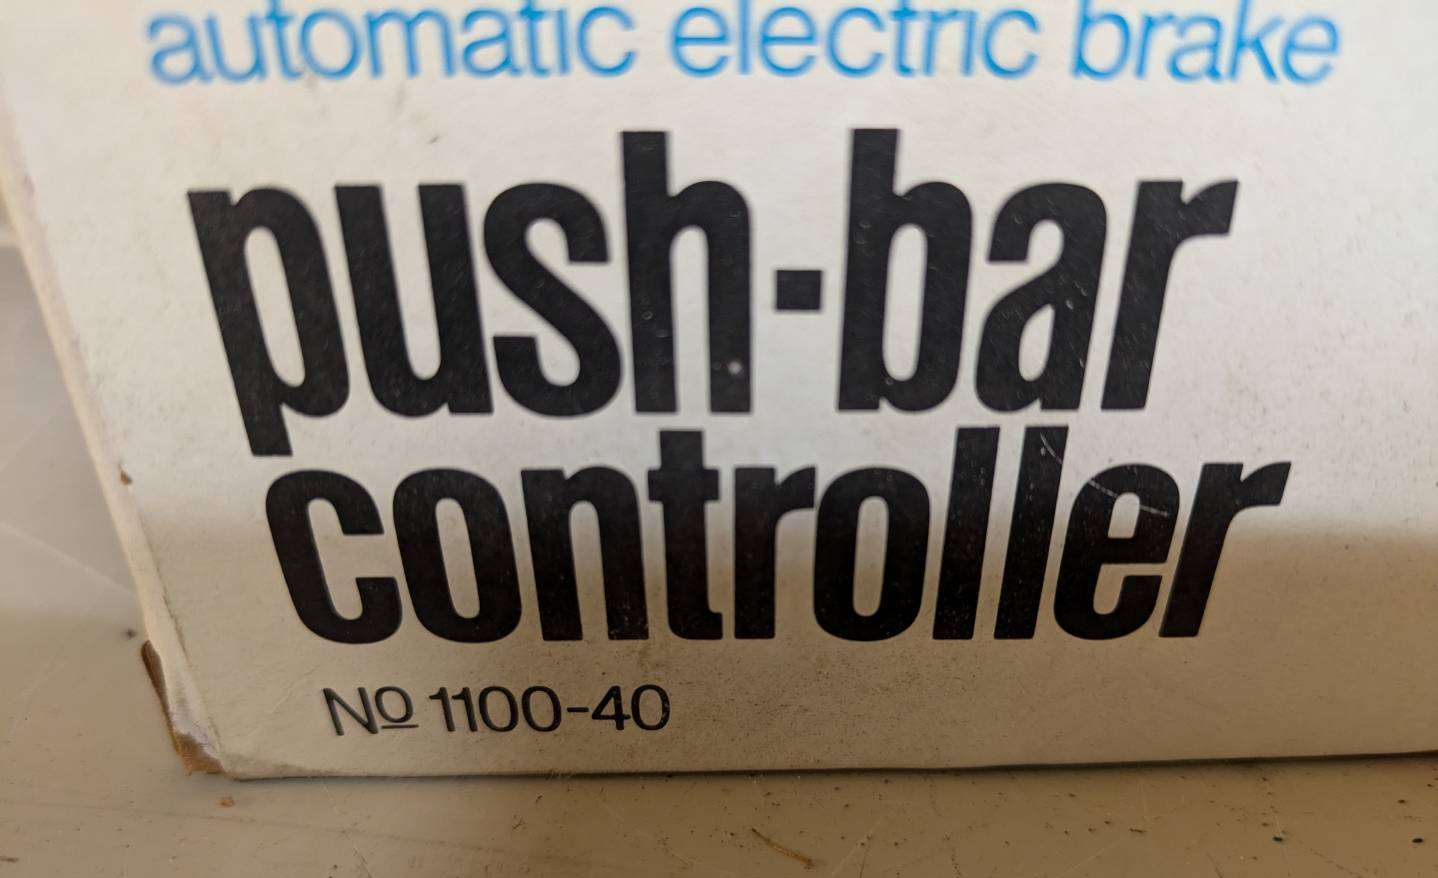 automatic electric brake
push-bar
controller
Nº 1100-40